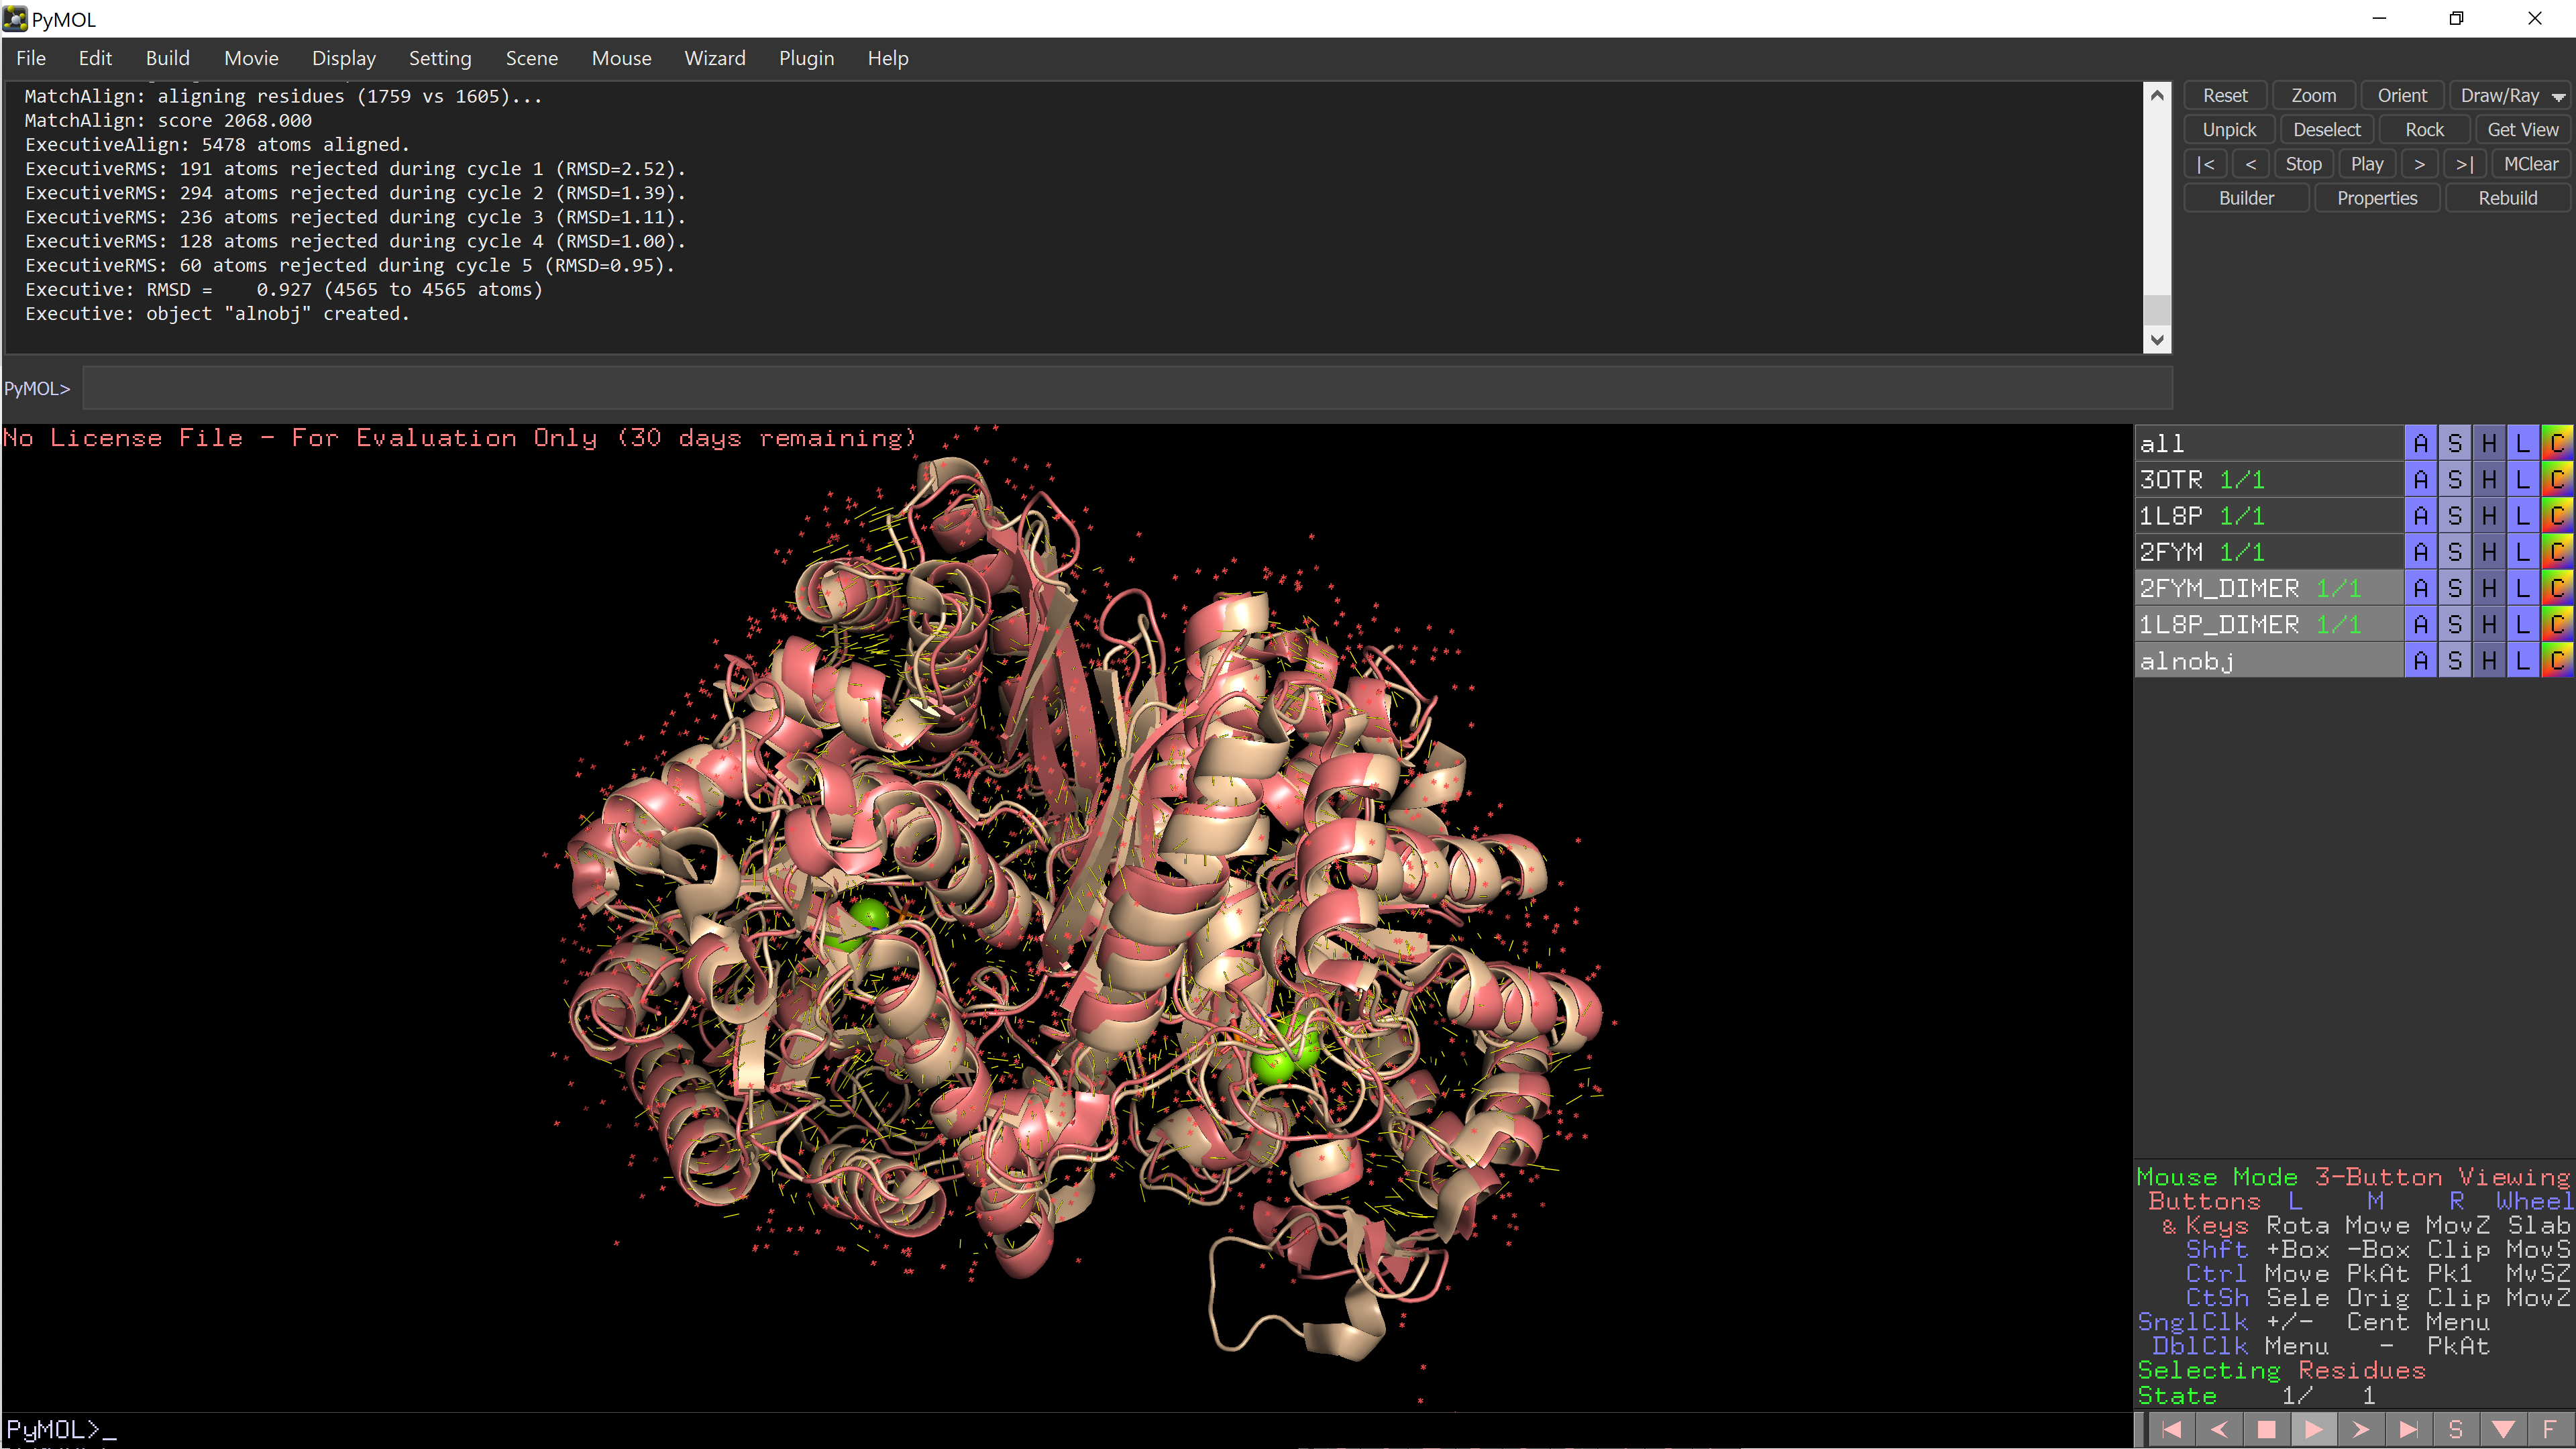 PyMOL
File Edit Build Movie Display Setting Scene Mouse Wizard Plugin Help
MatchAlign: aligning residues (1759 vs 1605)...
MatchAlign: score 2068.000
ExecutiveAlign: 5478 atoms aligned.
ExecutiveRMS: 191 atoms rejected during cycle 1 (RMSD=2.52).
ExecutiveRMS: 294 atoms rejected during cycle 2 (RMSD=1.39).
ExecutiveRMS: 236 atoms rejected during cycle 3 (RMSD=1.11).
ExecutiveRMS: 128 atoms rejected during cycle 4 (RMSD=1.00).
ExecutiveRMS: 60 atoms rejected during cycle 5 (RMSD=0.95).
Executive: RMSD =    0.927 (4565 to 4565 atoms)
Executive: object "alnobj" created.
PyMOL>
Reset Zoom Orient Draw/Ray
Unpick Deselect Rock Get View
|< < Stop Play > >| MClear
Builder Properties Rebuild
No License File - For Evaluation Only (30 days remaining)
all A S H L C
3OTR 1/1 A S H L C
1L8P 1/1 A S H L C
2FYM 1/1 A S H L C
2FYM_DIMER 1/1 A S H L C
1L8P_DIMER 1/1 A S H L C
alnobj A S H L C
Mouse Mode 3-Button Viewing
Buttons L M R Wheel
& Keys Rota Move MovZ Slab
Shft +Box -Box Clip MovS
Ctrl Move PkAt Pk1 MvSZ
CtSh Sele Orig Clip MovZ
SnglClk +/- Cent Menu
DblClk Menu - PkAt
Selecting Residues
State 1/ 1
PyMOL>_
S F